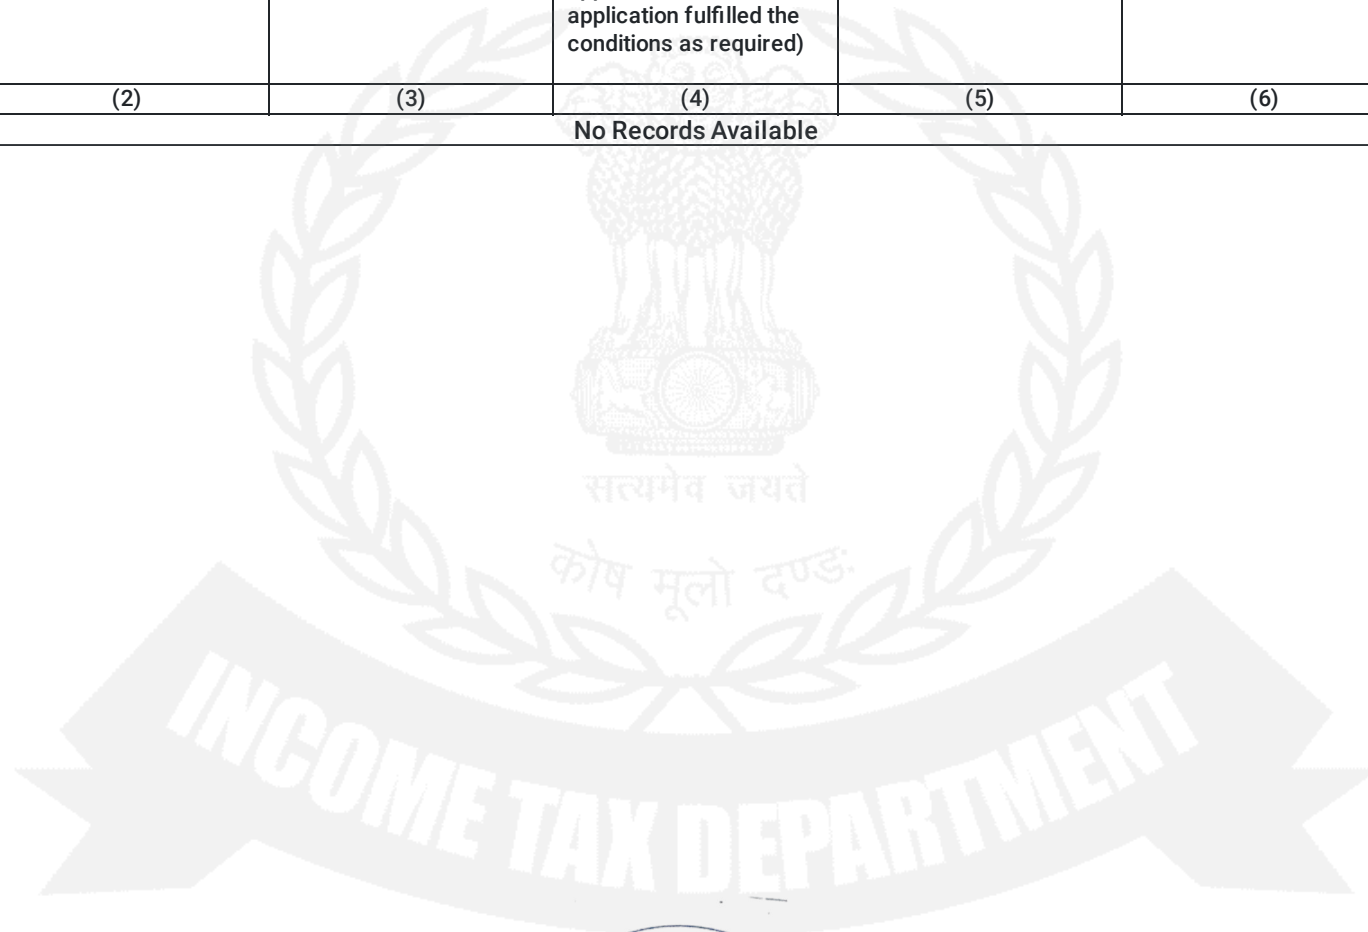 application fulfilled the
conditions as required)
(2) (3) (4) (5) (6)
No Records Available
सत्यमेव जयते
कोष मूलो दण्डः
INCOME TAX DEPARTMENT